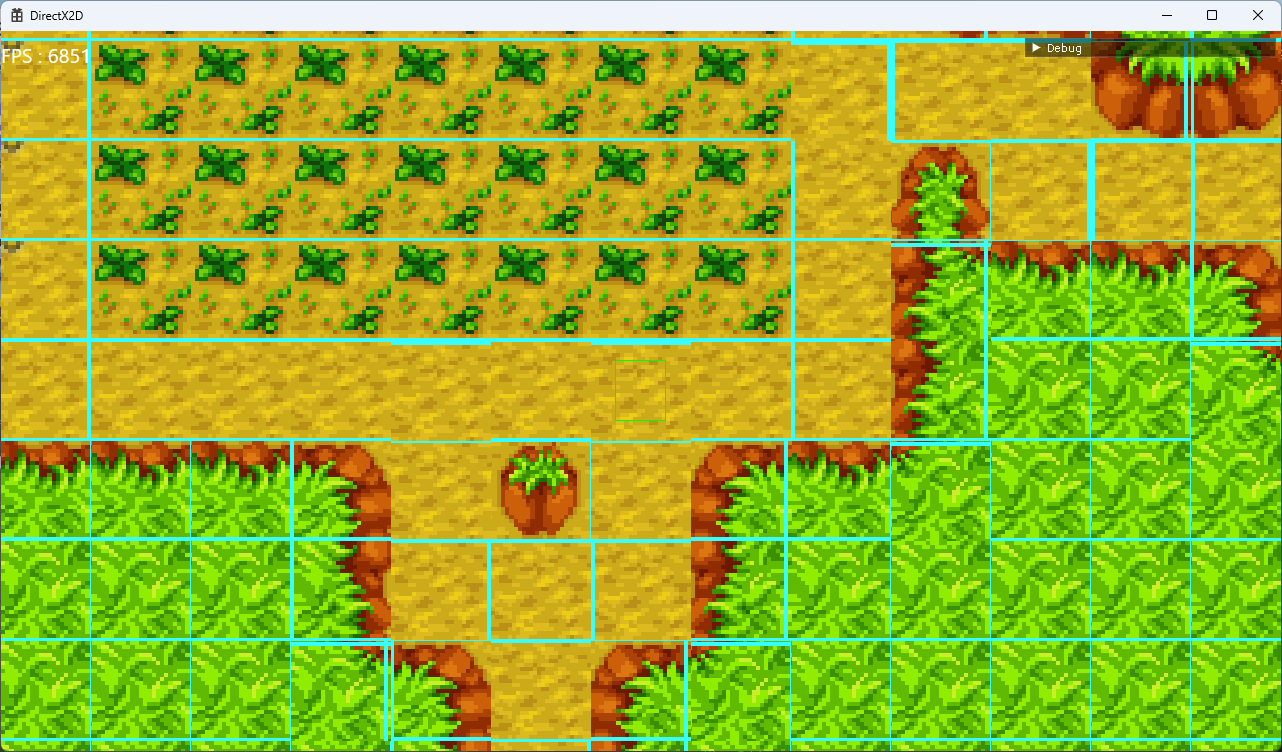 DirectX2D
FPS : 6851
Debug